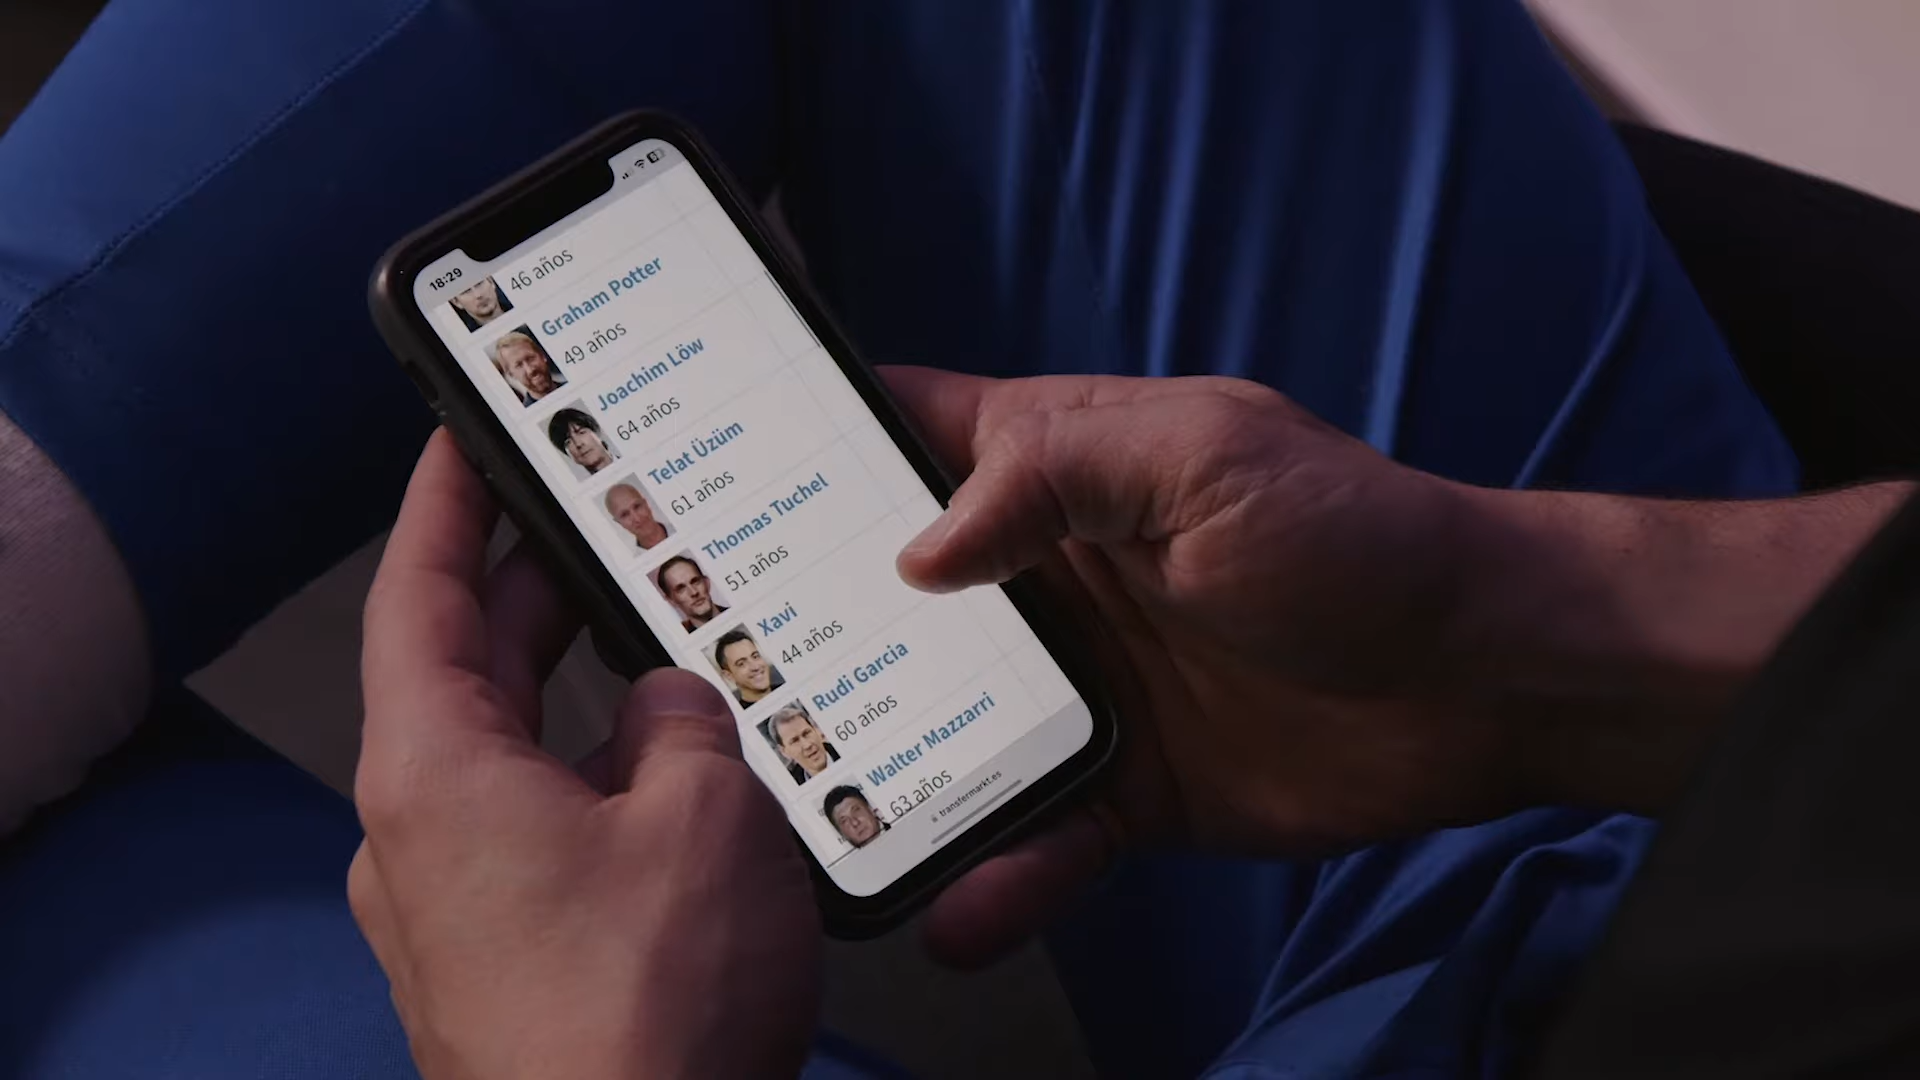 18:29
46 años
Graham Potter
49 años
Joachim Löw
64 años
Telat Üzüm
61 años
Thomas Tuchel
51 años
Xavi
44 años
Rudi Garcia
60 años
Walter Mazzarri
63 años
transfermarkt.es